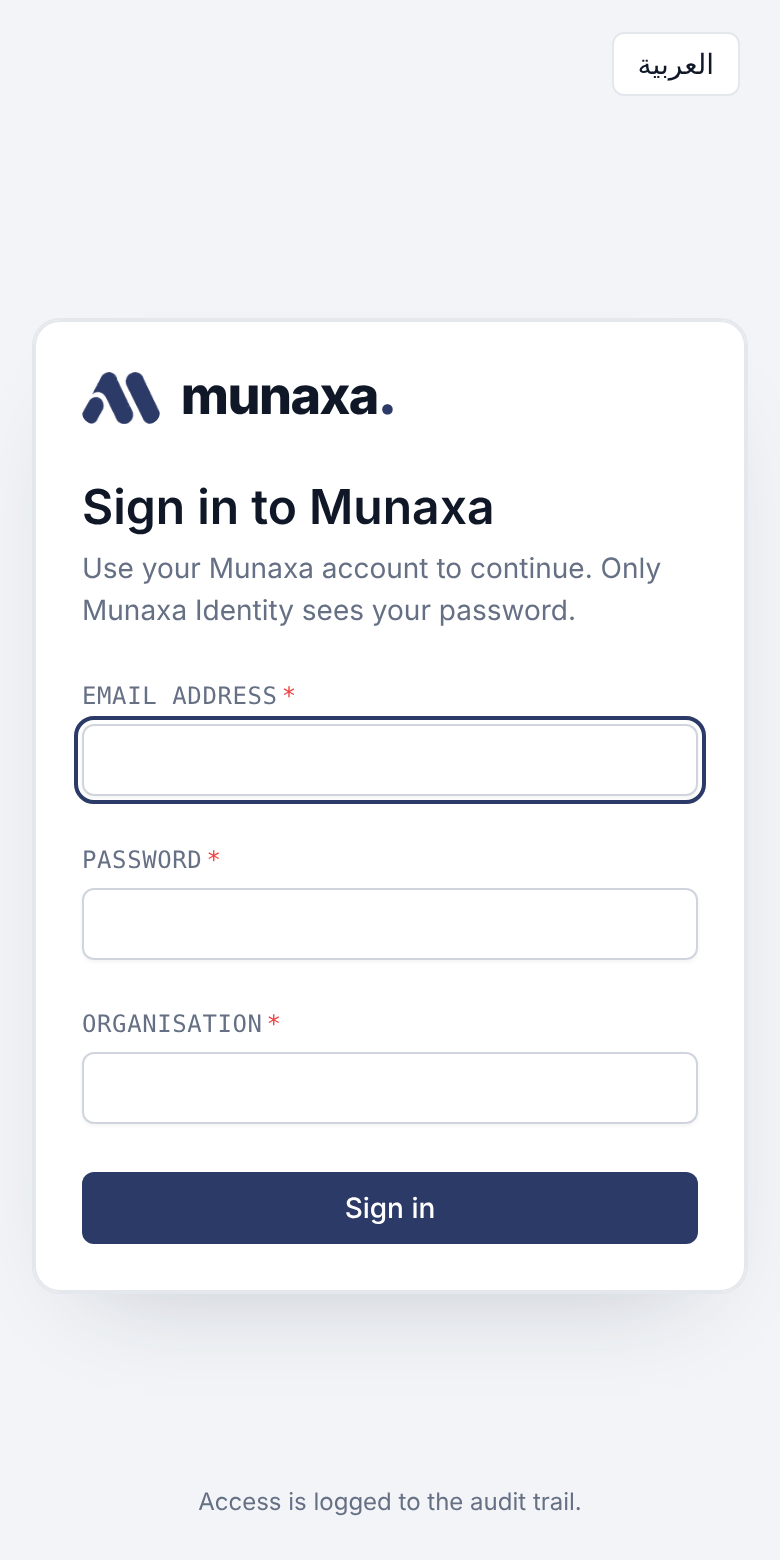 العربية
munaxa.
Sign in to Munaxa
Use your Munaxa account to continue. Only
Munaxa Identity sees your password.
EMAIL ADDRESS *
PASSWORD *
ORGANISATION *
Sign in
Access is logged to the audit trail.